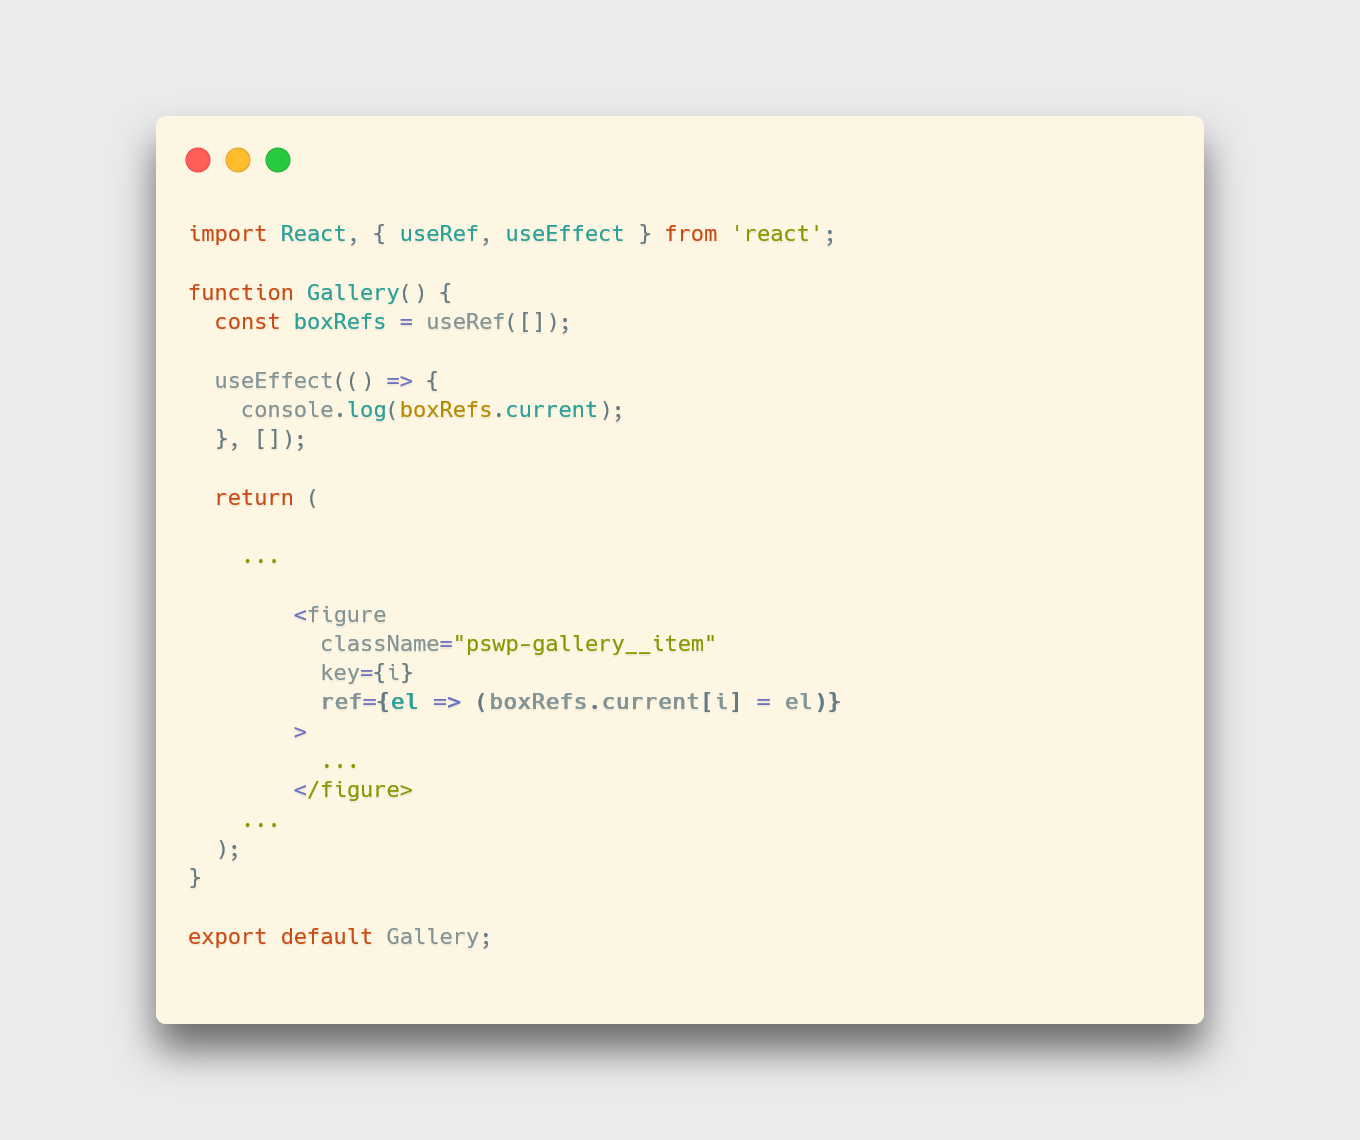 import React, { useRef, useEffect } from 'react';
function Gallery() {
  const boxRefs = useRef([]);
  useEffect(() => {
    console.log(boxRefs.current);
  }, []);
  return (
    ...
        <figure
          className="pswp-gallery__item"
          key={i}
          ref={el => (boxRefs.current[i] = el)}
        >
          ...
        </figure>
    ...
  );
}
export default Gallery;